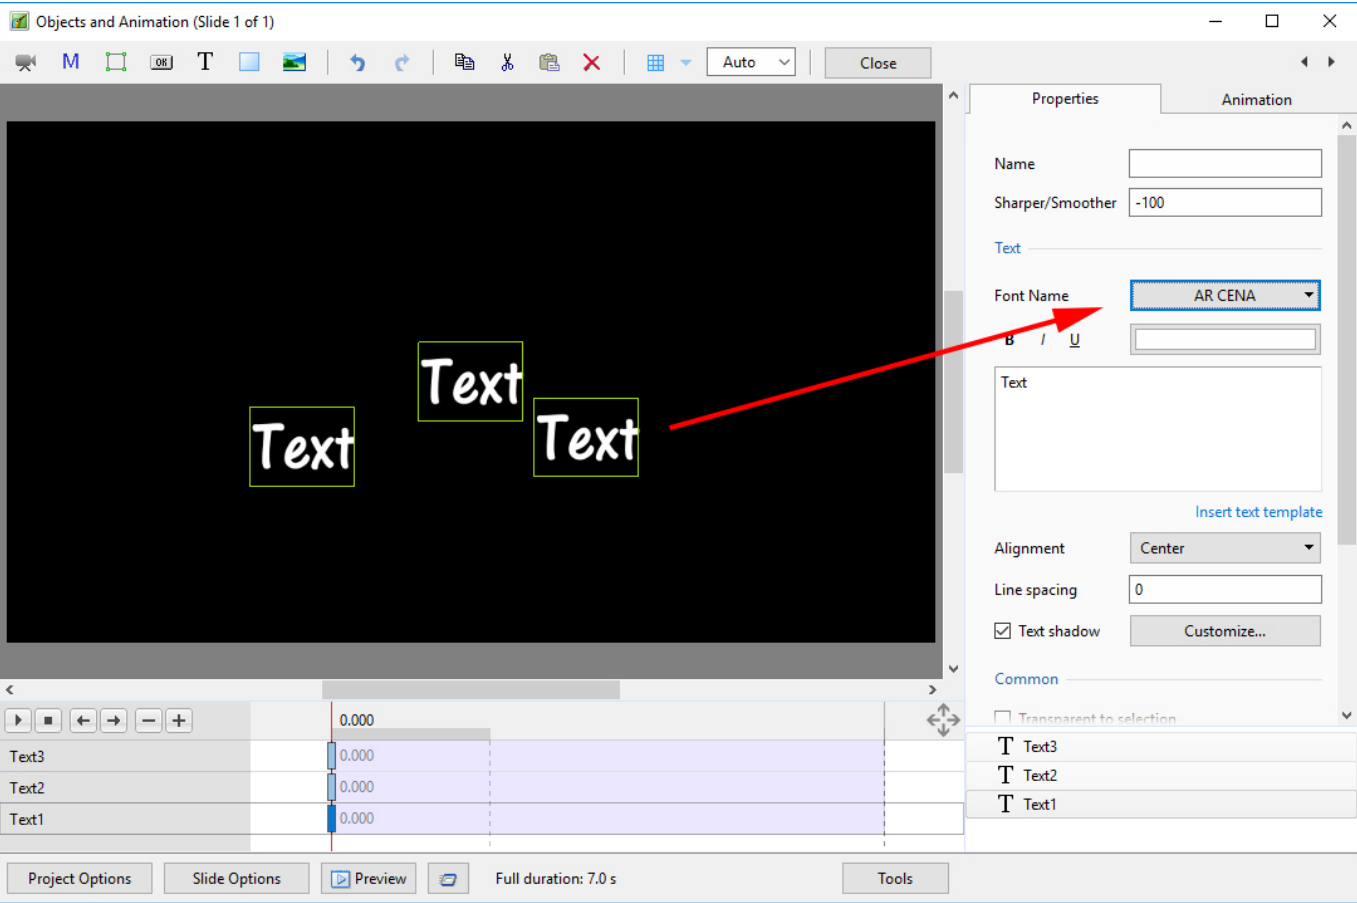 Objects and Animation (Slide 1 of 1)
M OK T Auto Close
Properties Animation
Name
Sharper/Smoother -100
Text
Font Name AR CENA
B I U
Text
Text
Text
Text
Insert text template
Alignment Center
Line spacing 0
Text shadow Customize...
Common
Transparent to selection
0.000
Text3 0.000
Text2 0.000
Text1 0.000
T Text3
T Text2
T Text1
Project Options Slide Options Preview Full duration: 7.0 s Tools